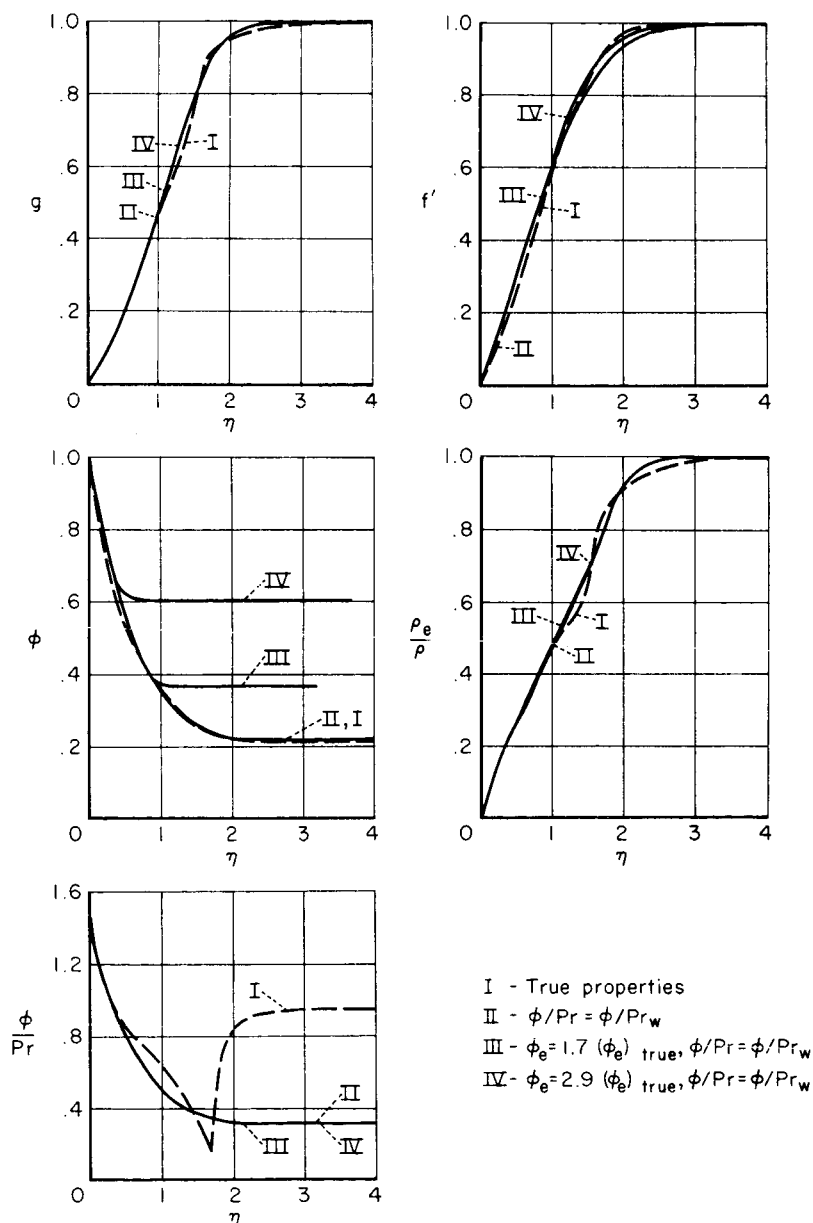 1.0
.8
.6
.4
.2
0
g
IV
I
III
II
1
2
3
4
η
1.0
.8
.6
.4
.2
0
f'
IV
III
I
II
1
2
3
4
η
1.0
.8
.6
.4
.2
0
ϕ
IV
III
II, I
1
2
3
4
η
1.0
.8
.6
.4
.2
0
ρe/ρ
IV
III
I
II
1
2
3
4
η
1.6
1.2
.8
.4
0
ϕ/Pr
I
II
III
IV
1
2
3
4
η
I - True properties
II - ϕ/Pr = ϕ/Prw
III - ϕe=1.7 (ϕe) true, ϕ/Pr= ϕ/Prw
IV - ϕe=2.9 (ϕe) true, ϕ/Pr= ϕ/Prw